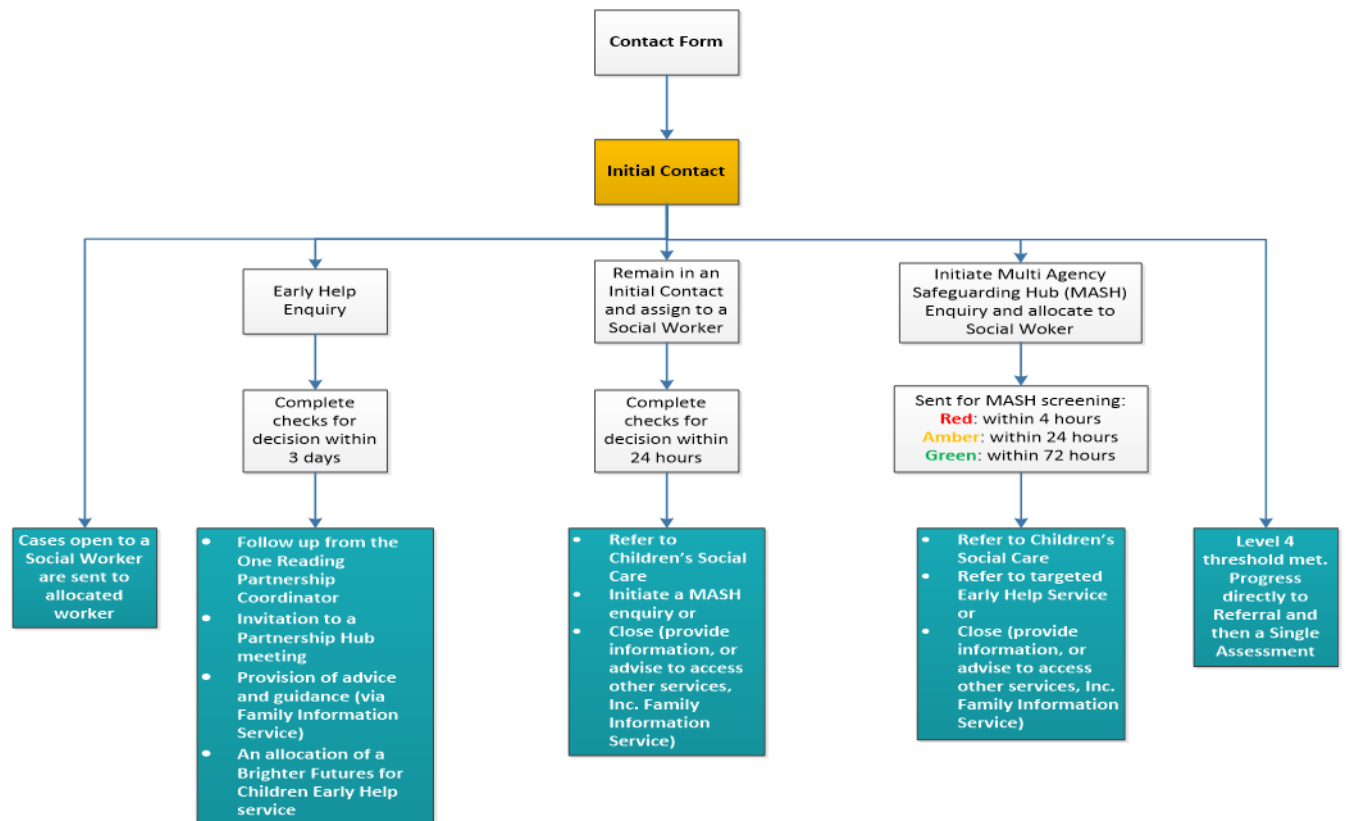 Contact Form
Initial Contact
Early Help
Enquiry
Remain in an
Initial Contact
and assign to a
Social Worker
Initiate Multi Agency
Safeguarding Hub (MASH)
Enquiry and allocate to
Social Woker
Complete
checks for
decision within
3 days
Complete
checks for
decision within
24 hours
Sent for MASH screening:
Red: within 4 hours
Amber: within 24 hours
Green: within 72 hours
Cases open to a
Social Worker
are sent to
allocated
worker
• Follow up from the
One Reading
Partnership
Coordinator
• Invitation to a
Partnership Hub
meeting
• Provision of advice
and guidance (via
Family Information
Service)
• An allocation of a
Brighter Futures for
Children Early Help
service
• Refer to
Children's Social
Care
• Initiate a MASH
enquiry or
• Close (provide
information, or
advise to access
other services,
Inc. Family
Information
Service)
• Refer to Children's
Social Care
• Refer to targeted
Early Help Service
or
• Close (provide
information, or
advise to access
other services, Inc.
Family Information
Service)
Level 4
threshold met.
Progress
directly to
Referral and
then a Single
Assessment